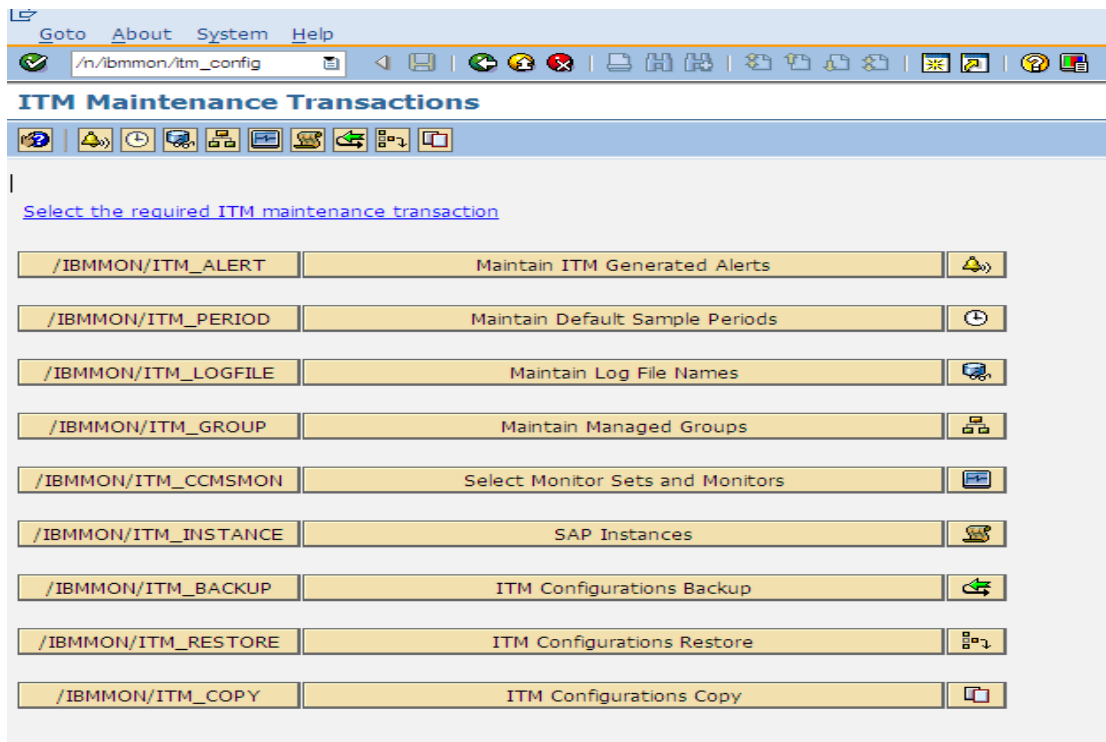 Goto About System Help
/n/ibmmon/itm_config
ITM Maintenance Transactions
Select the required ITM maintenance transaction
/IBMMON/ITM_ALERT Maintain ITM Generated Alerts
/IBMMON/ITM_PERIOD Maintain Default Sample Periods
/IBMMON/ITM_LOGFILE Maintain Log File Names
/IBMMON/ITM_GROUP Maintain Managed Groups
/IBMMON/ITM_CCMSMON Select Monitor Sets and Monitors
/IBMMON/ITM_INSTANCE SAP Instances
/IBMMON/ITM_BACKUP ITM Configurations Backup
/IBMMON/ITM_RESTORE ITM Configurations Restore
/IBMMON/ITM_COPY ITM Configurations Copy